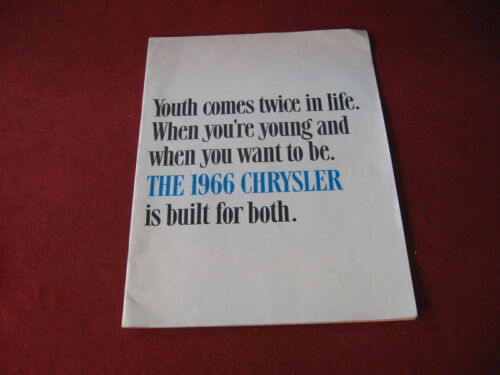 Youth comes twice in life.
When you're young and
when you want to be.
THE 1966 CHRYSLER
is built for both.